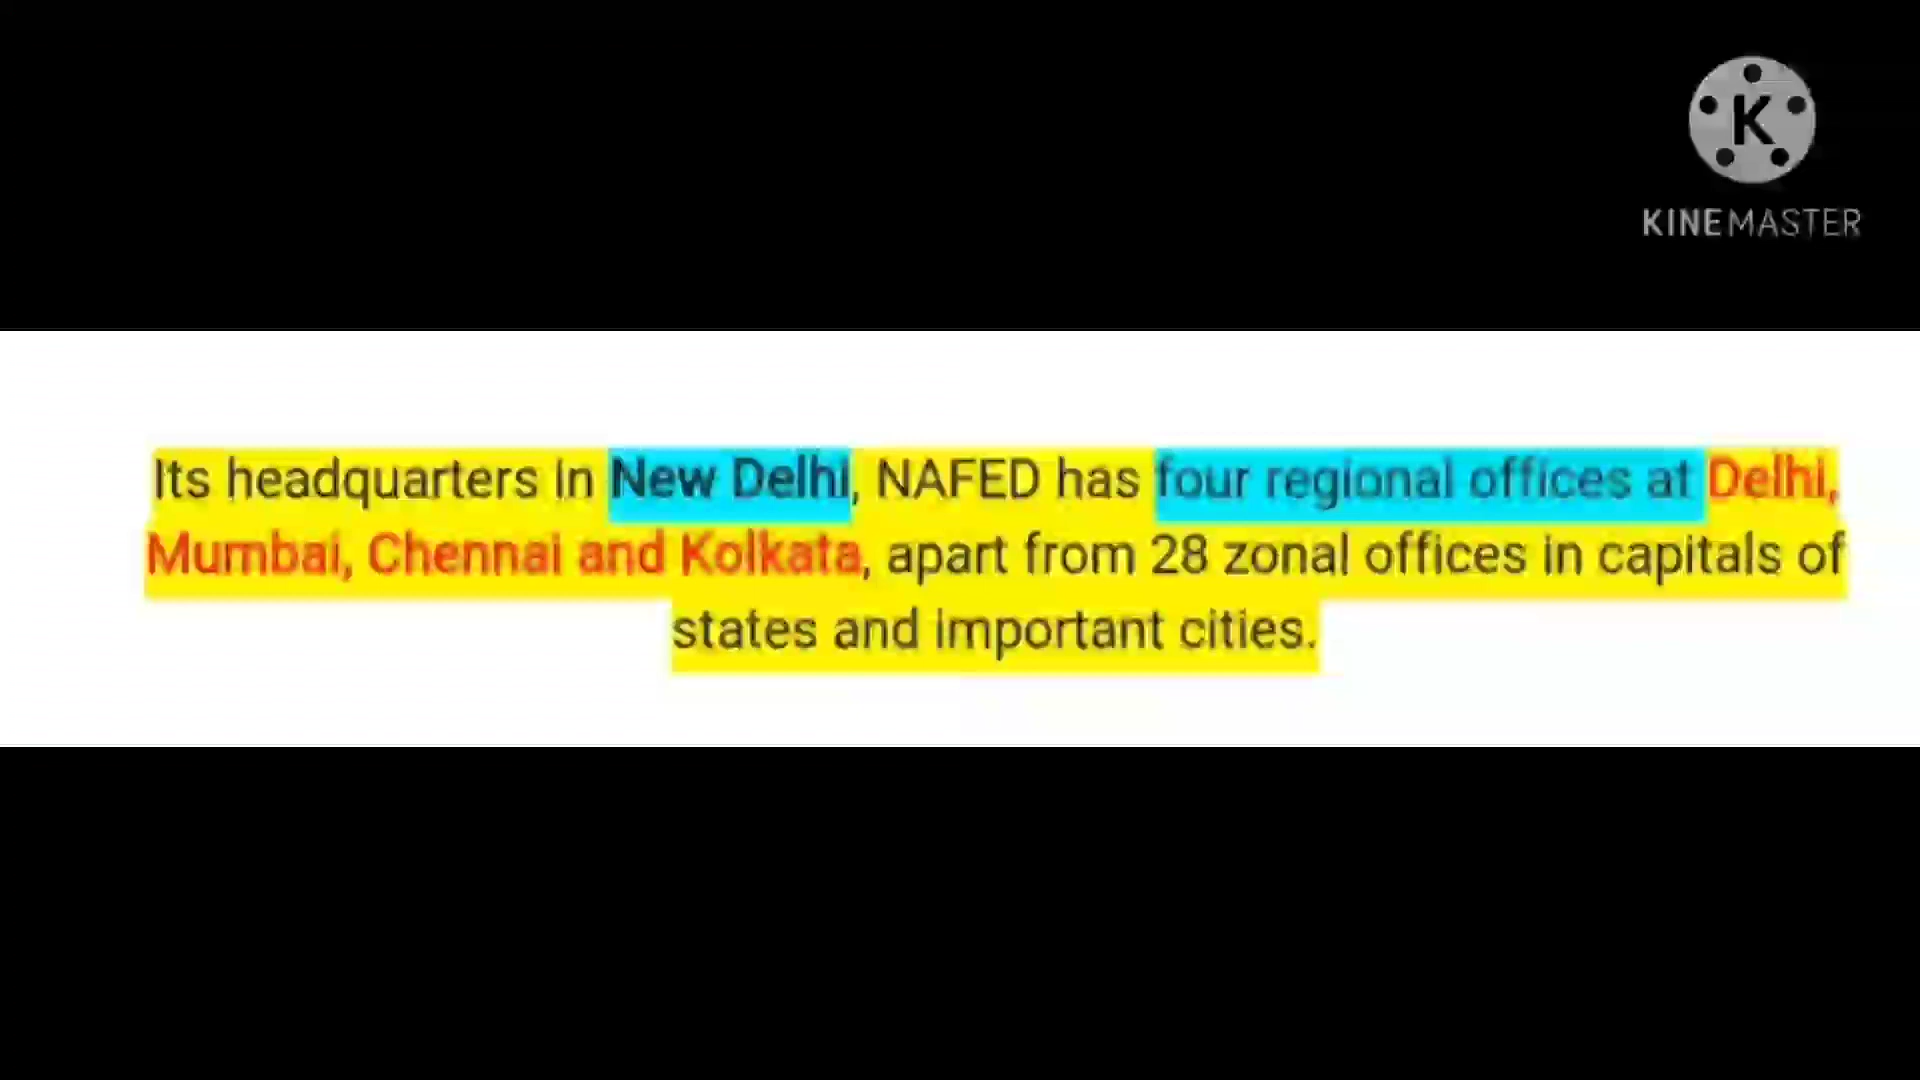 K
KINEMASTER
Its headquarters in New Delhi, NAFED has four regional offices at Delhi,
Mumbai, Chennai and Kolkata, apart from 28 zonal offices in capitals of
states and important cities.